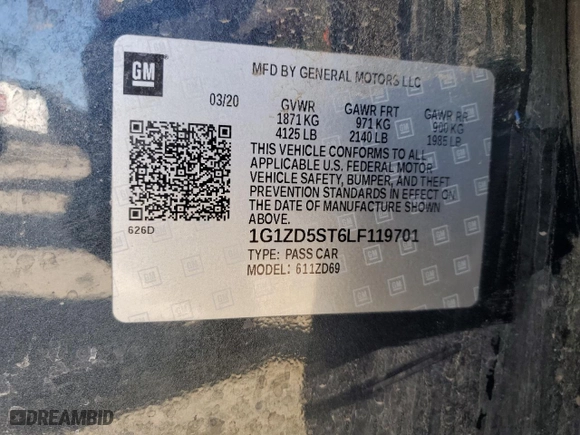 GM
MFD BY GENERAL MOTORS LLC
03/20 GVWR GAWR FRT GAWR RR
1871 KG 971 KG 900 KG
4125 LB 2140 LB 1985 LB
THIS VEHICLE CONFORMS TO ALL
APPLICABLE U.S. FEDERAL MOTOR
VEHICLE SAFETY, BUMPER, AND THEFT
PREVENTION STANDARDS IN EFFECT ON
THE DATE OF MANUFACTURE SHOWN
ABOVE.
626D
1G1ZD5ST6LF119701
TYPE: PASS CAR
MODEL: 611ZD69
DREAMBID